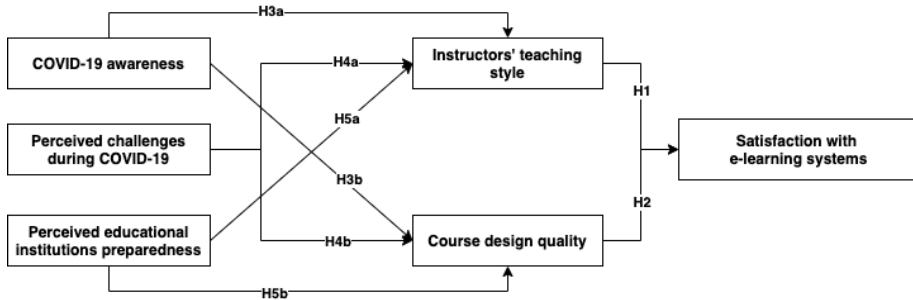 H3a
COVID-19 awareness
Instructors' teaching
style
H4a
H1
H5a
Perceived challenges
during COVID-19
Satisfaction with
e-learning systems
H3b
H2
Perceived educational
institutions preparedness
H4b
Course design quality
H5b